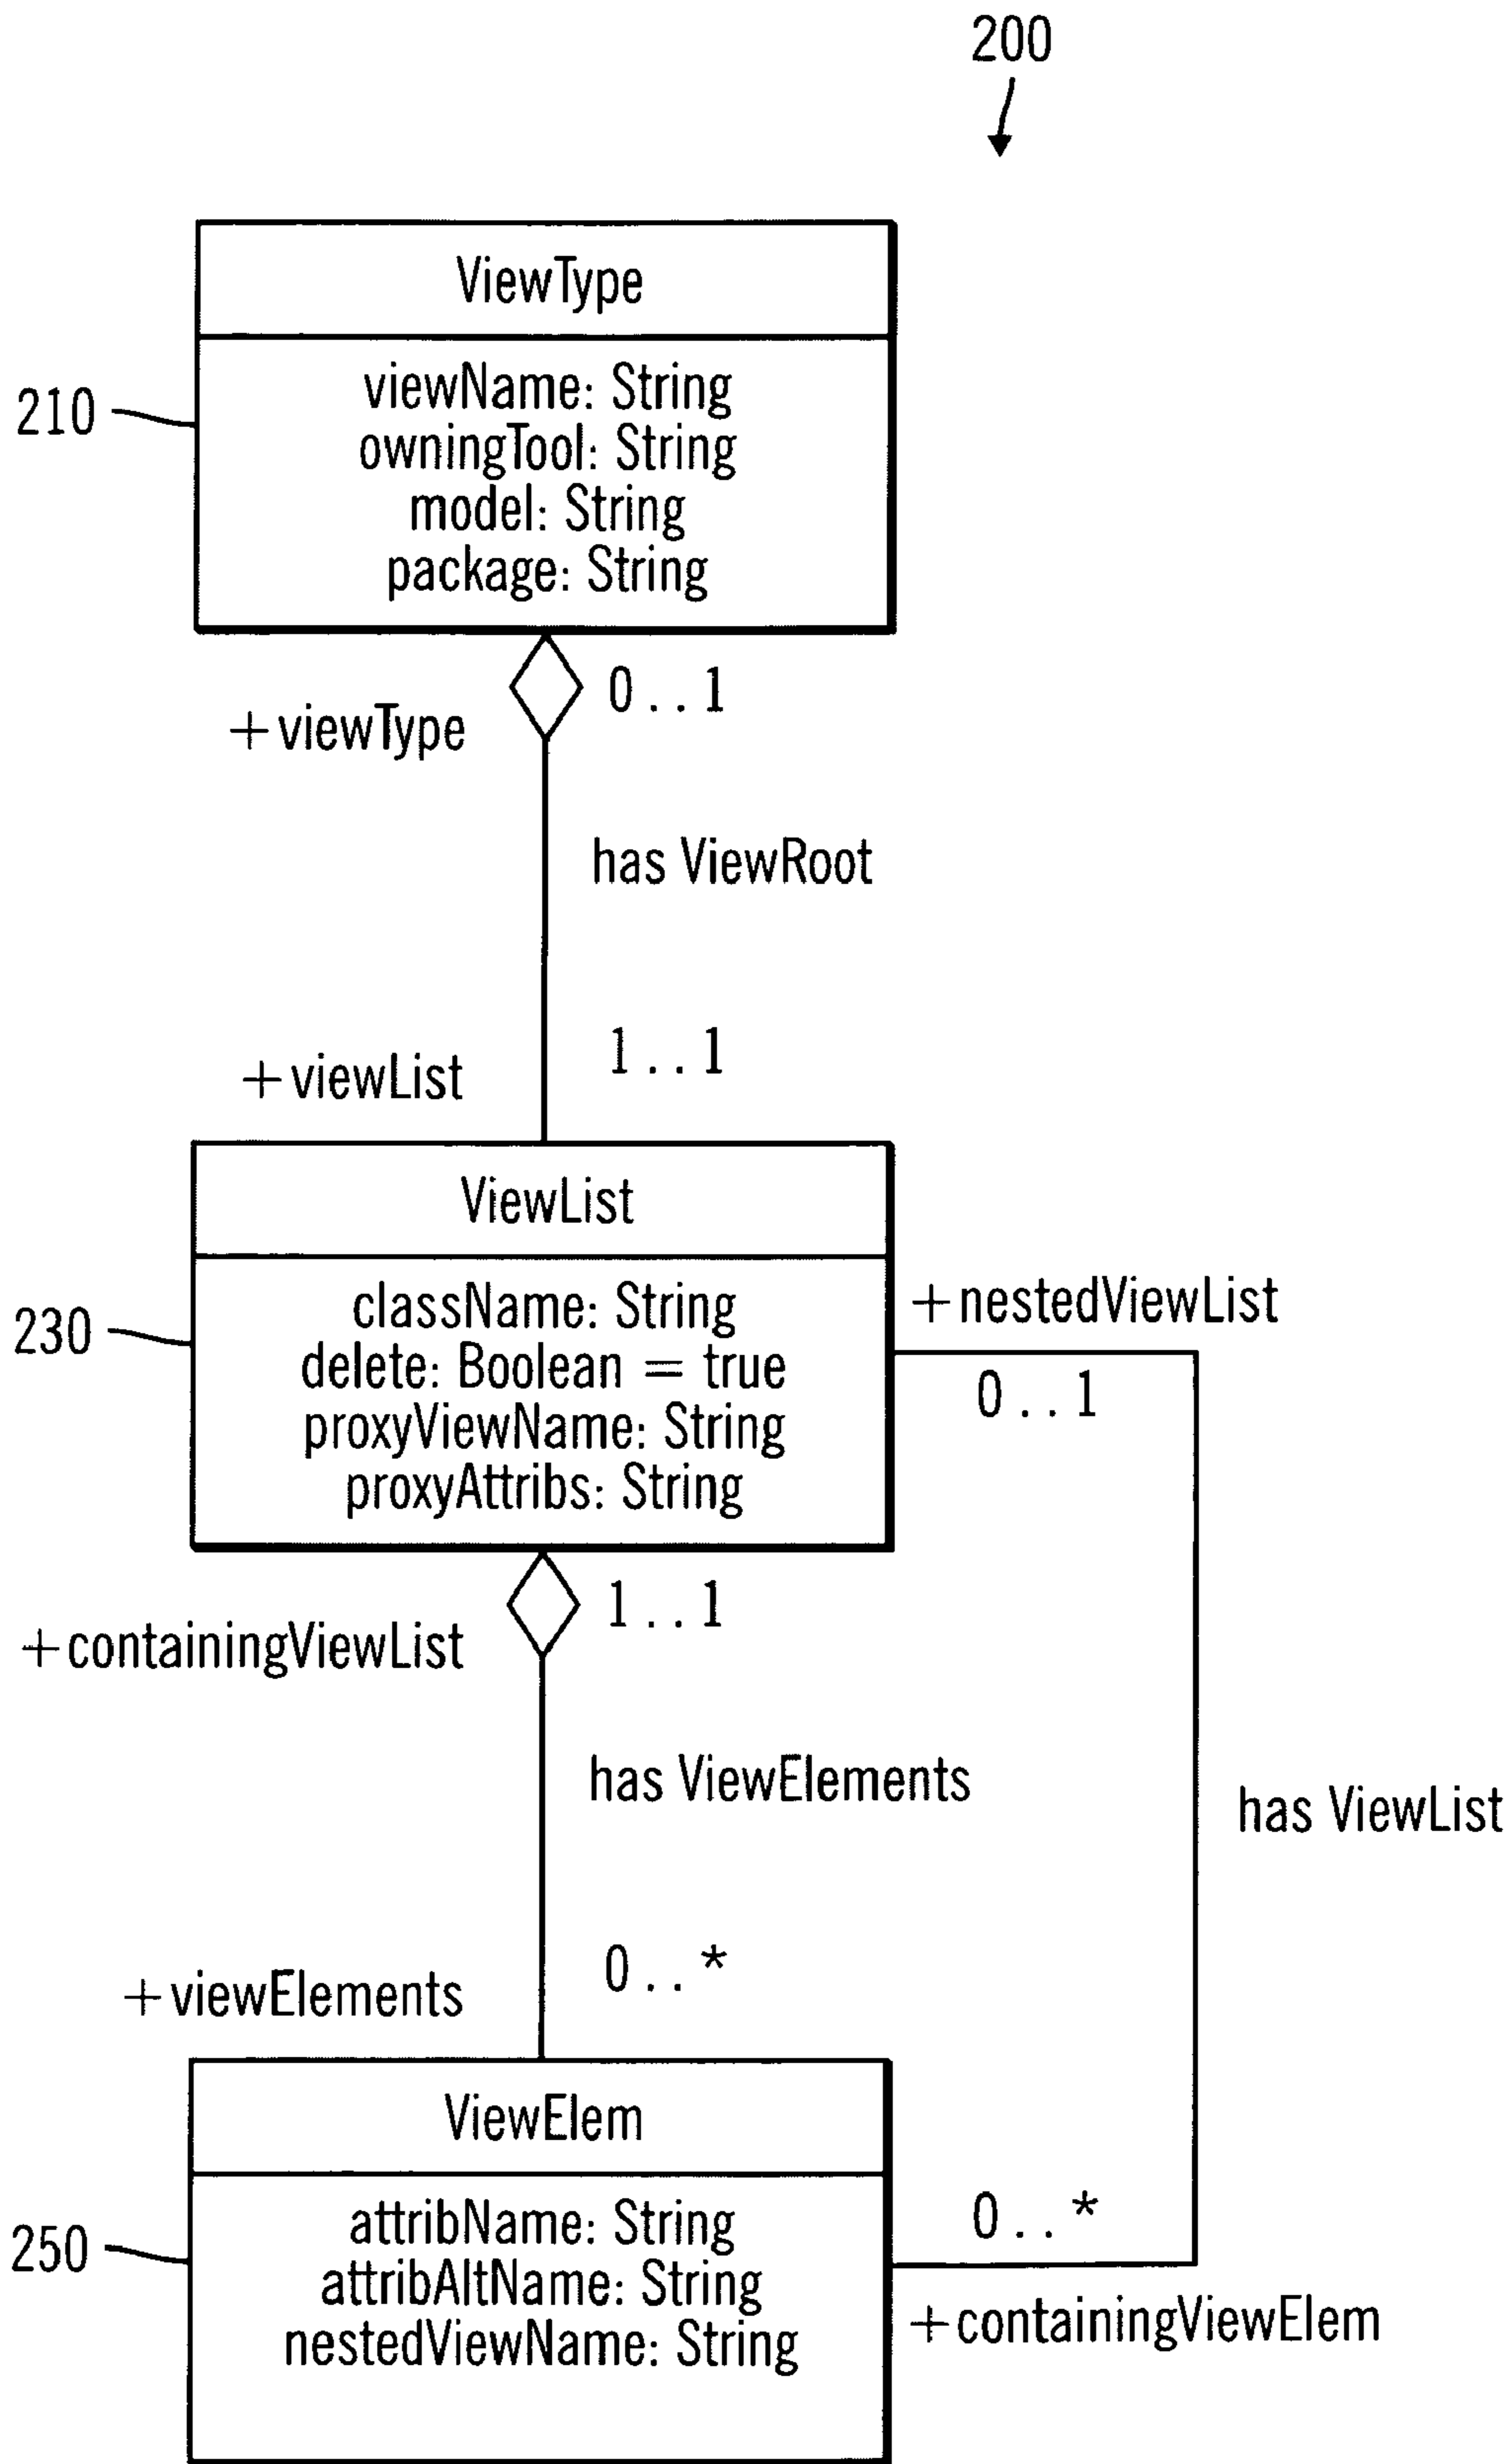 200
ViewType
210
viewName: String
owningTool: String
model: String
package: String
0..1
+viewType
has ViewRoot
1..1
+viewList
ViewList
230
className: String
delete: Boolean = true
proxyViewName: String
proxyAttribs: String
+nestedViewList
0..1
1..1
+containingViewList
has ViewElements
has ViewList
0..*
+viewElements
ViewElem
250
attribName: String
attribAltName: String
nestedViewName: String
0..*
+containingViewElem